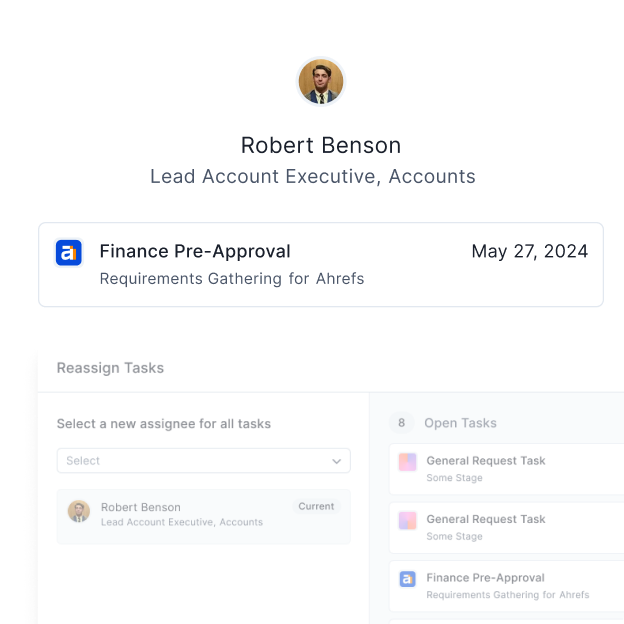 Robert Benson
Lead Account Executive, Accounts
a
Finance Pre-Approval
May 27, 2024
Requirements Gathering for Ahrefs
Reassign Tasks
Select a new assignee for all tasks
8 Open Tasks
Select
General Request Task
Some Stage
Robert Benson
Current
Lead Account Executive, Accounts
General Request Task
Some Stage
a
Finance Pre-Approval
Requirements Gathering for Ahrefs